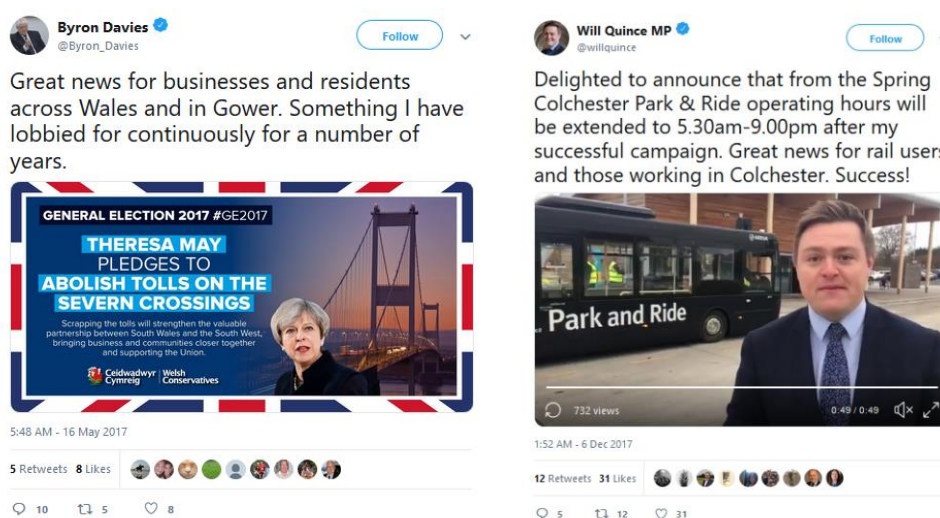 Byron Davies
@Byron_Davies
Follow
Great news for businesses and residents
across Wales and in Gower. Something I have
lobbied for continuously for a number of
years.
GENERAL ELECTION 2017 #GE2017
THERESA MAY
PLEDGES TO
ABOLISH TOLLS ON THE
SEVERN CROSSINGS
Scrapping the tolls will strengthen the valuable
partnership between South Wales and the South West,
bringing business and communities closer together
and supporting the Union.
Ceidwadwyr Welsh
Cymreig Conservatives
5:48 AM - 16 May 2017
5 Retweets 8 Likes
10 5 8
Will Quince MP
@willquince
Follow
Delighted to announce that from the Spring
Colchester Park & Ride operating hours will
be extended to 5.30am-9.00pm after my
successful campaign. Great news for rail users
and those working in Colchester. Success!
Park and Ride
732 views
0:49 / 0:49
1:52 AM - 6 Dec 2017
12 Retweets 31 Likes
5 12 31